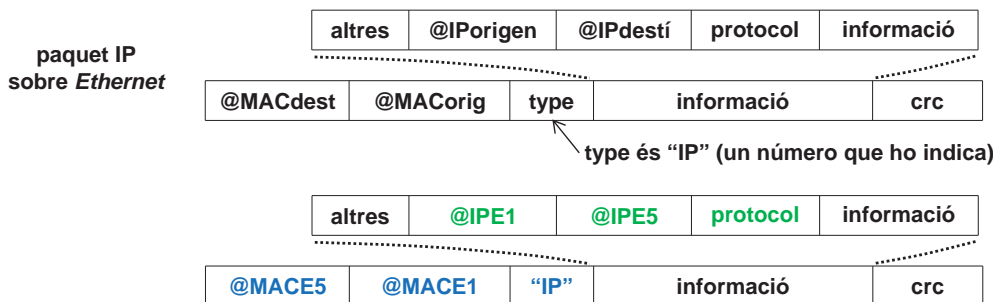 altres @IPorigen @IPdestí protocol informació
paquet IP
sobre Ethernet
@MACdest @MACorig type informació crc
type és “IP” (un número que ho indica)
altres @IPE1 @IPE5 protocol informació
@MACE5 @MACE1 “IP” informació crc